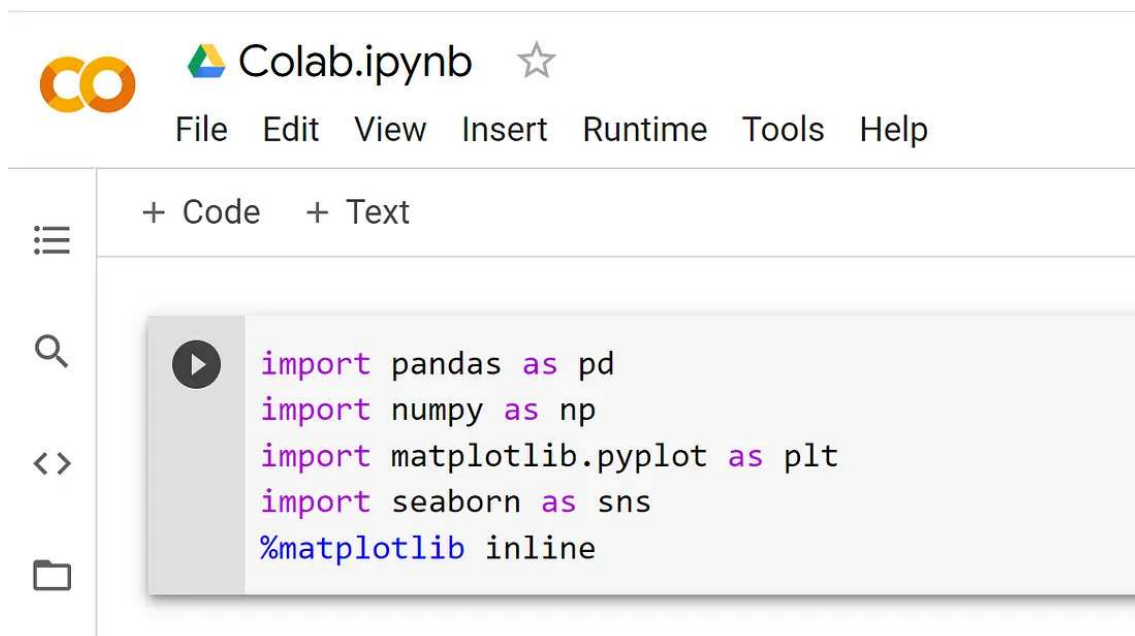 Colab.ipynb
File Edit View Insert Runtime Tools Help
+ Code + Text
import pandas as pd
import numpy as np
import matplotlib.pyplot as plt
import seaborn as sns
%matplotlib inline